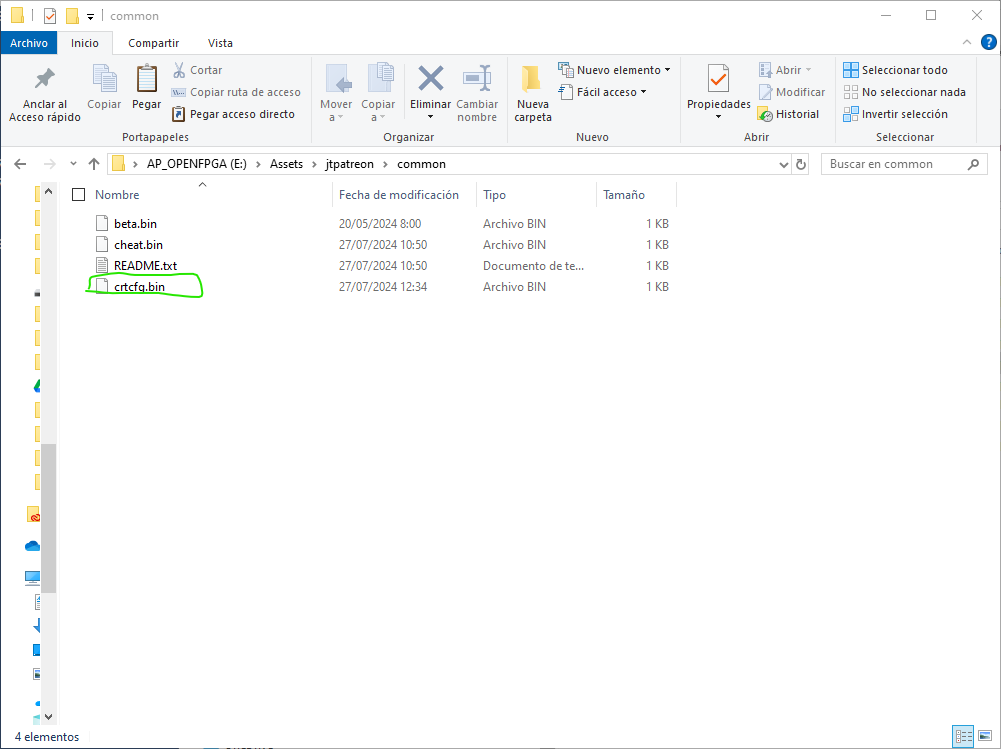 common
Archivo Inicio Compartir Vista
Anclar al Acceso rápido
Copiar
Pegar
Cortar
Copiar ruta de acceso
Pegar acceso directo
Portapapeles
Mover a
Copiar a
Eliminar
Cambiar nombre
Organizar
Nueva carpeta
Nuevo elemento
Fácil acceso
Nuevo
Propiedades
Abrir
Modificar
Historial
Abrir
Seleccionar todo
No seleccionar nada
Invertir selección
Seleccionar
AP_OPENFPGA (E:) > Assets > jtpatreon > common
Buscar en common
Nombre Fecha de modificación Tipo Tamaño
beta.bin 20/05/2024 8:00 Archivo BIN 1 KB
cheat.bin 27/07/2024 10:50 Archivo BIN 1 KB
README.txt 27/07/2024 10:50 Documento de te... 1 KB
crtcfg.bin 27/07/2024 12:34 Archivo BIN 1 KB
4 elementos